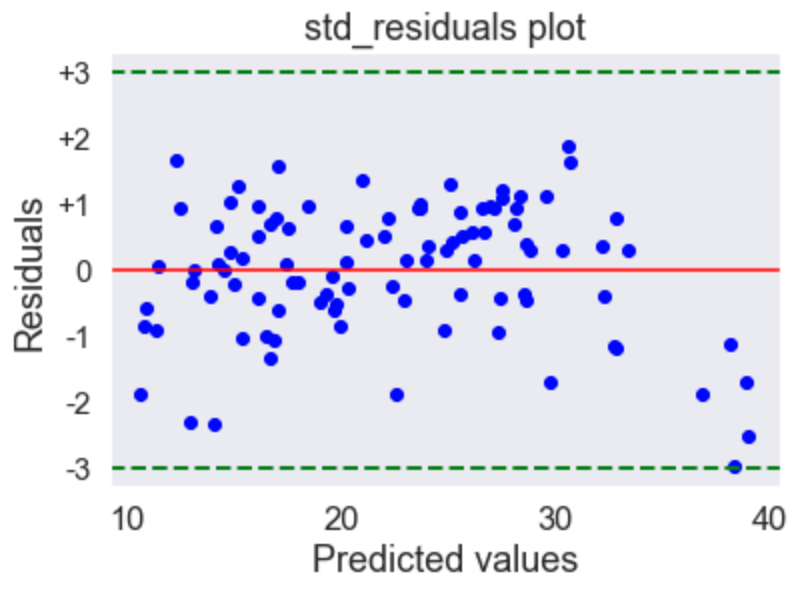 std_residuals plot
+3
+2
+1
0
-1
-2
-3
Residuals
10 20 30 40
Predicted values